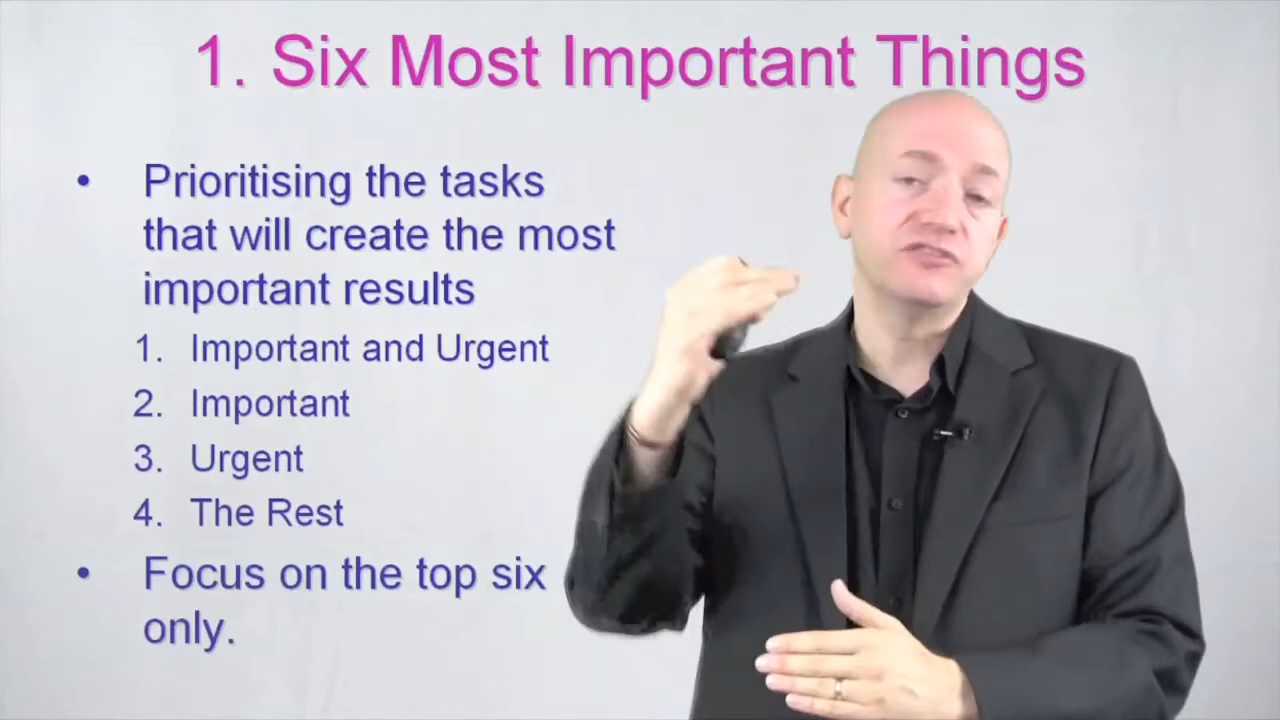 1. Six Most Important Things
• Prioritising the tasks
that will create the most
important results
1. Important and Urgent
2. Important
3. Urgent
4. The Rest
• Focus on the top six
only.